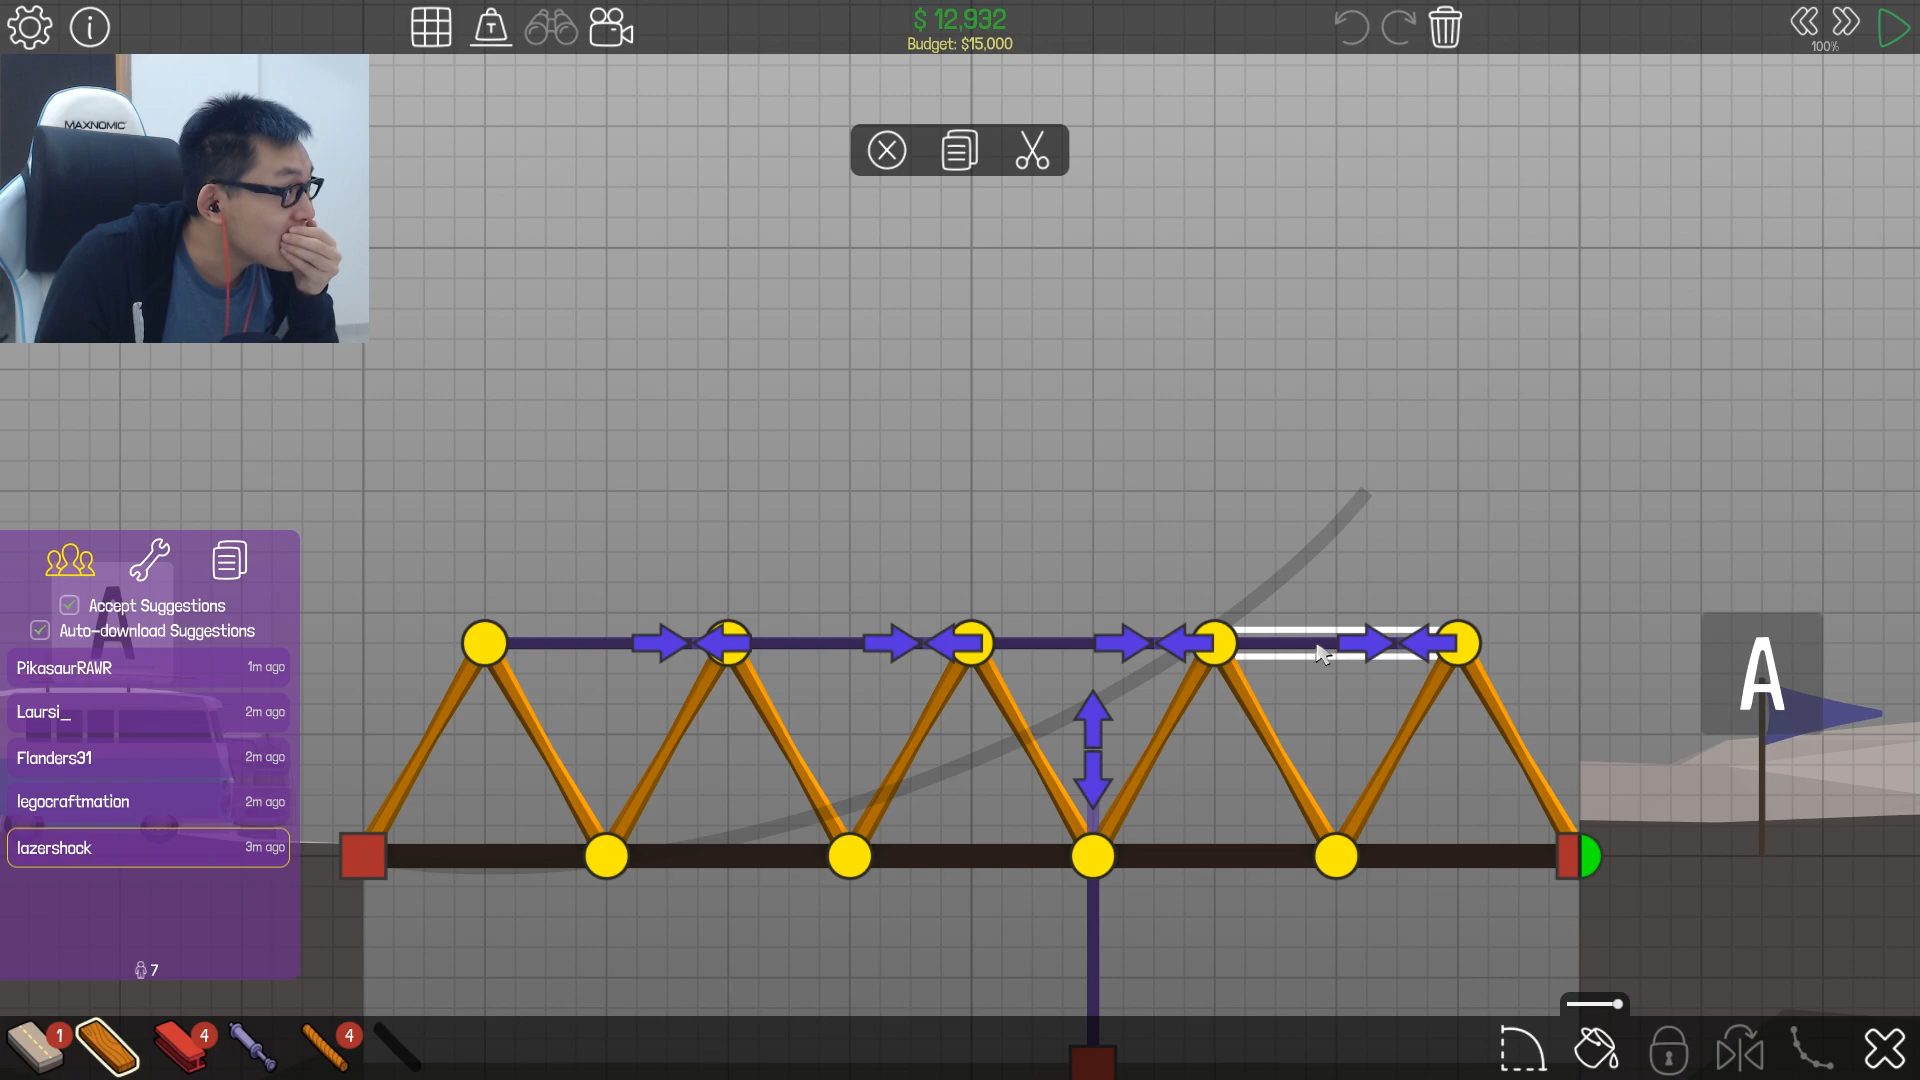 $ 12,932
Budget: $15,000
100%
MAXNOMIC
A
Accept Suggestions
Auto-download Suggestions
PikasaurRAWR 1m ago
Laursi_ 2m ago
Flanders31 2m ago
legocraftmation 2m ago
lazershock 3m ago
7
A
1
4
4